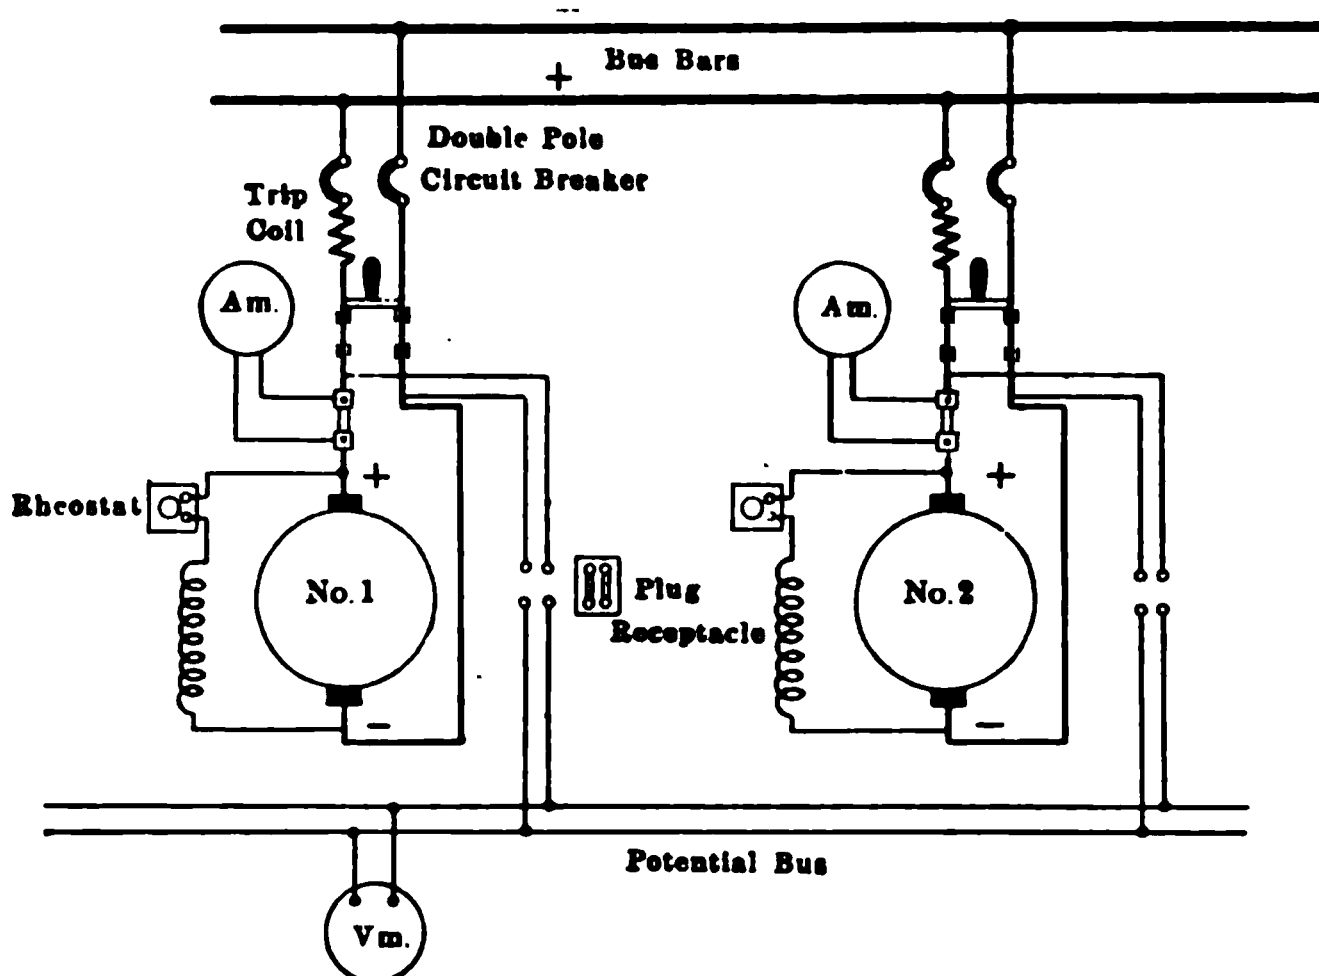 Bus Bars
+
Double Pole
Circuit Breaker
Trip
Coil
Am.
Am.
+
+
Rheostat
No. 1
No. 2
Plug
Receptacle
−
−
Potential Bus
Vm.